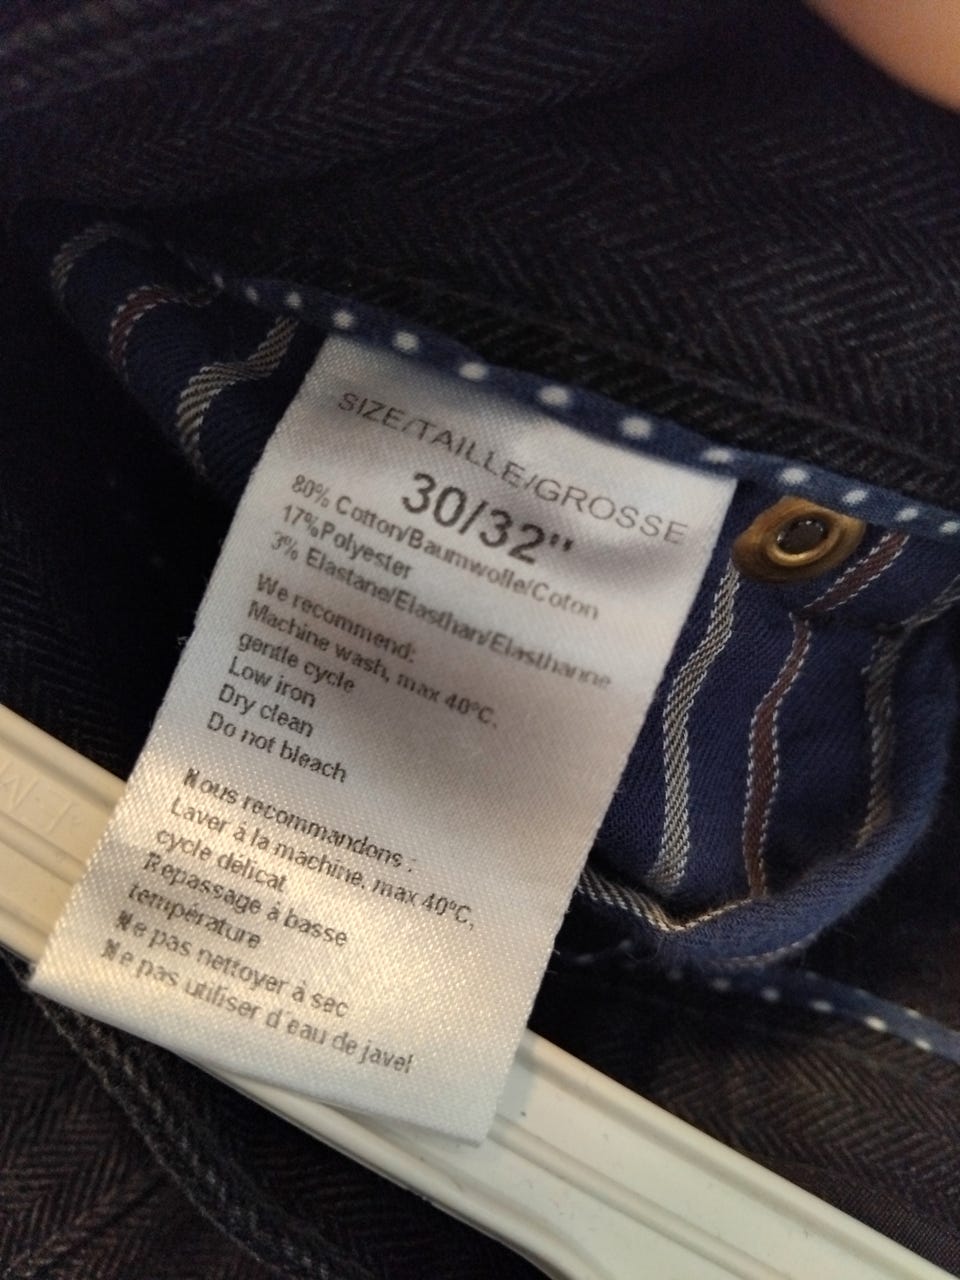 SIZE/TAILLE/GROSSE
30/32"
80% Cotton/Baumwolle/Coton
17%Polyester
3% Elastane/Elasthan/Elasthanne
We recommend:
Machine wash, max 40°C.
gentle cycle
Low iron
Dry clean
Do not bleach
Nous recommandons :
Laver à la machine, max 40°C,
cycle délicat
Repassage à basse
température
Ne pas nettoyer à sec
Ne pas utiliser d'eau de javel